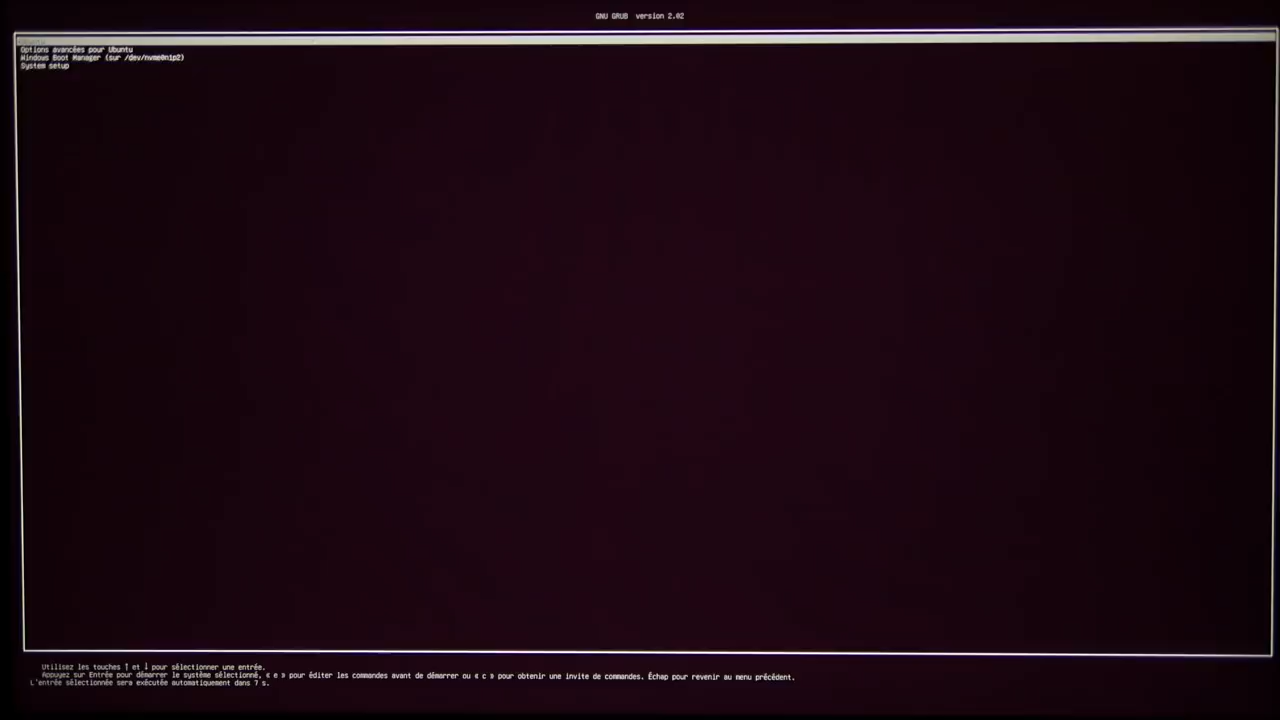 GNU GRUB  version 2.02
Ubuntu
Options avancées pour Ubuntu
Windows Boot Manager (sur /dev/nvme0n1p2)
System setup
Utilisez les touches ↑ et ↓ pour sélectionner une entrée.
Appuyez sur Entrée pour démarrer le système sélectionné, « e » pour éditer les commandes avant de démarrer ou « c » pour obtenir une invite de commandes. Échap pour revenir au menu précédent.
L'entrée sélectionnée sera exécutée automatiquement dans 7 s.